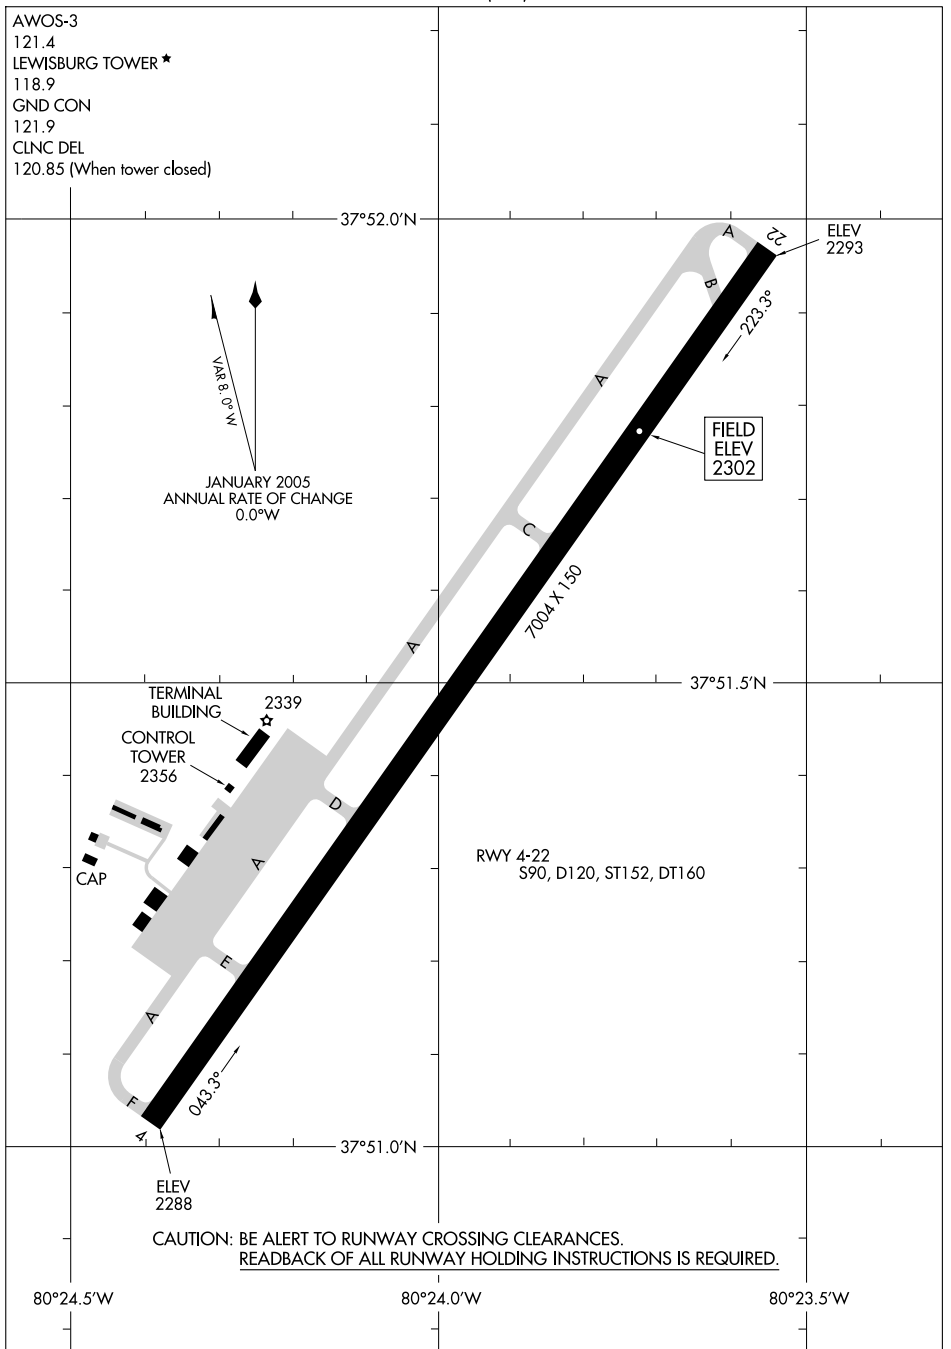 AWOS-3
121.4
LEWISBURG TOWER ★
118.9
GND CON
121.9
CLNC DEL
120.85 (When tower closed)
37°52.0'N
A
22
ELEV
2293
B
223.3°
VAR 8.0° W
A
FIELD
ELEV
2302
JANUARY 2005
ANNUAL RATE OF CHANGE
0.0°W
C
7004 X 150
A
37°51.5'N
TERMINAL
BUILDING
2339
CONTROL
TOWER
2356
D
RWY 4-22
S90, D120, ST152, DT160
A
CAP
E
A
043.3°
F
4
37°51.0'N
ELEV
2288
CAUTION: BE ALERT TO RUNWAY CROSSING CLEARANCES.
READBACK OF ALL RUNWAY HOLDING INSTRUCTIONS IS REQUIRED.
80°24.5'W
80°24.0'W
80°23.5'W